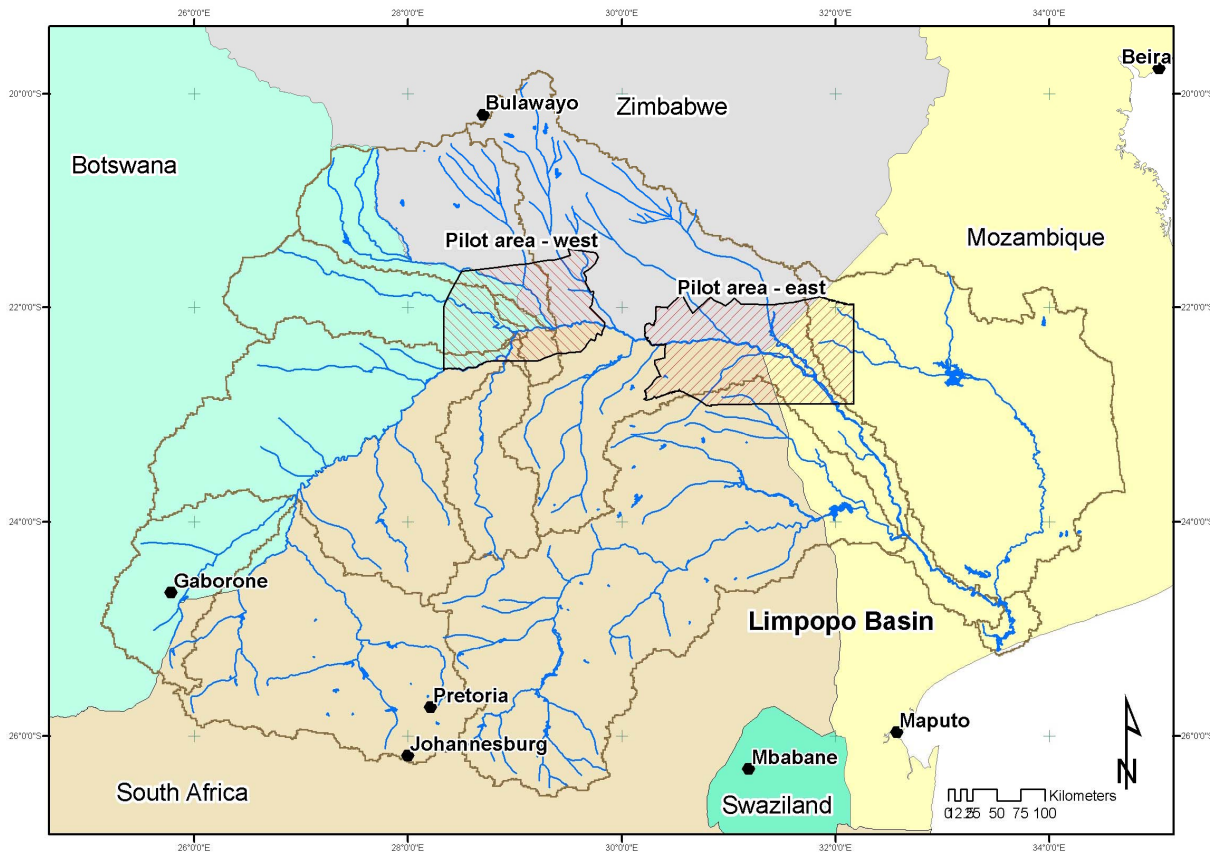 26°0'0"E 28°0'0"E 30°0'0"E 32°0'0"E 34°0'0"E
Beira
20°0'0"S 20°0'0"S
Bulawayo
Zimbabwe
Botswana
Mozambique
Pilot area - west
Pilot area - east
22°0'0"S 22°0'0"S
24°0'0"S 24°0'0"S
Gaborone
Limpopo Basin
Pretoria
Maputo
26°0'0"S 26°0'0"S
Johannesburg
Mbabane
South Africa
Swaziland
N
Kilometers
0 12.5 25 50 75 100
26°0'0"E 28°0'0"E 30°0'0"E 32°0'0"E 34°0'0"E